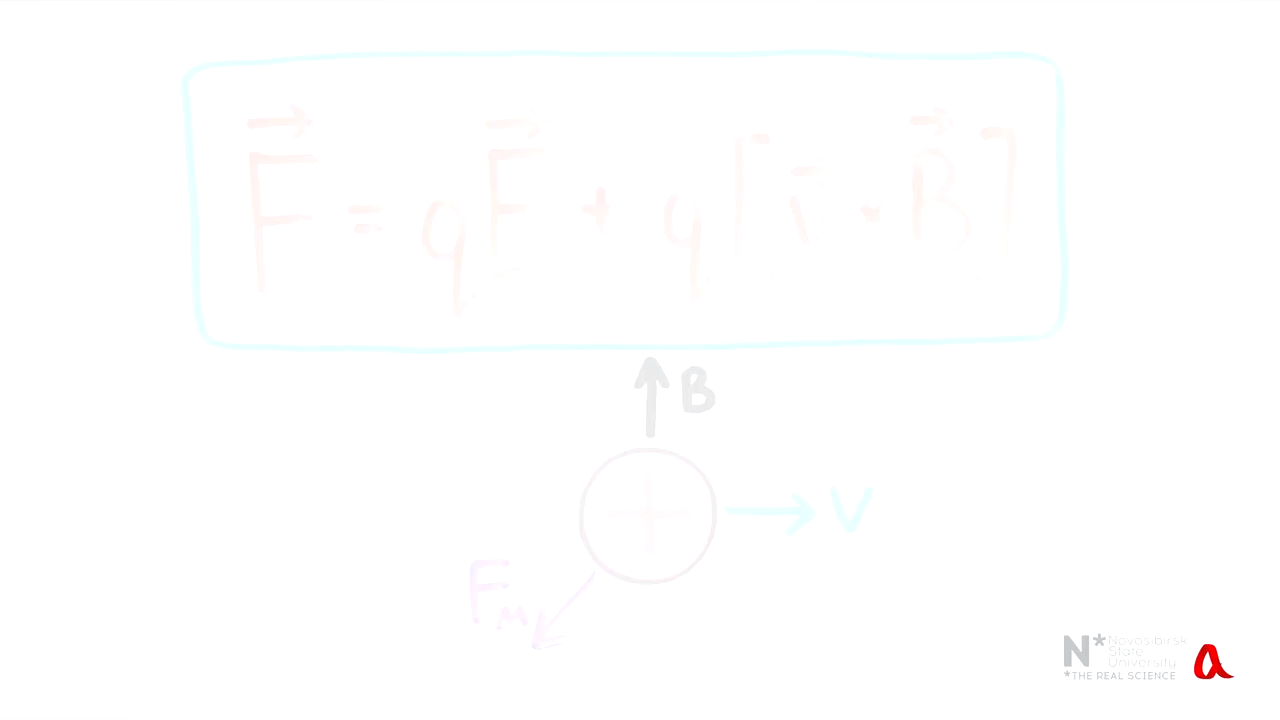 F = qE + q[v · B]
B
+
V
Fм
N* Novosibirsk
State
University
*THE REAL SCIENCE
a